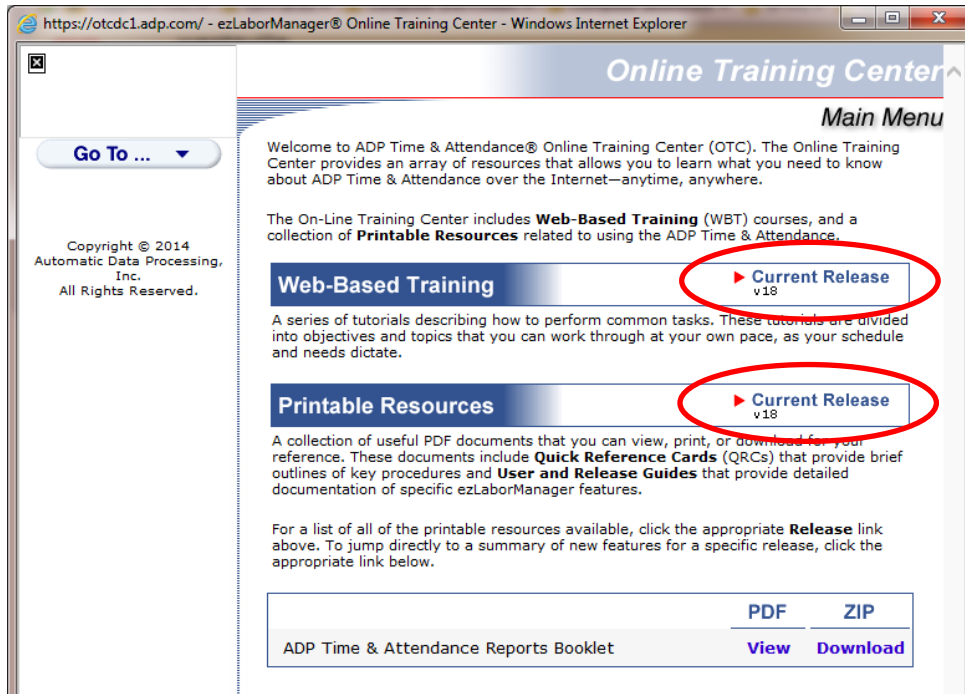 https://otcdc1.adp.com/ - ezLaborManager® Online Training Center - Windows Internet Explorer
Online Training Center
Main Menu
Go To ...
Copyright © 2014
Automatic Data Processing,
Inc.
All Rights Reserved.
Welcome to ADP Time & Attendance® Online Training Center (OTC). The Online Training
Center provides an array of resources that allows you to learn what you need to know
about ADP Time & Attendance over the Internet—anytime, anywhere.
The On-Line Training Center includes Web-Based Training (WBT) courses, and a
collection of Printable Resources related to using the ADP Time & Attendance.
Web-Based Training
Current Release
v18
A series of tutorials describing how to perform common tasks. These tutorials are divided
into objectives and topics that you can work through at your own pace, as your schedule
and needs dictate.
Printable Resources
Current Release
v18
A collection of useful PDF documents that you can view, print, or download for your
reference. These documents include Quick Reference Cards (QRCs) that provide brief
outlines of key procedures and User and Release Guides that provide detailed
documentation of specific ezLaborManager features.
For a list of all of the printable resources available, click the appropriate Release link
above. To jump directly to a summary of new features for a specific release, click the
appropriate link below.
PDF ZIP
ADP Time & Attendance Reports Booklet View Download